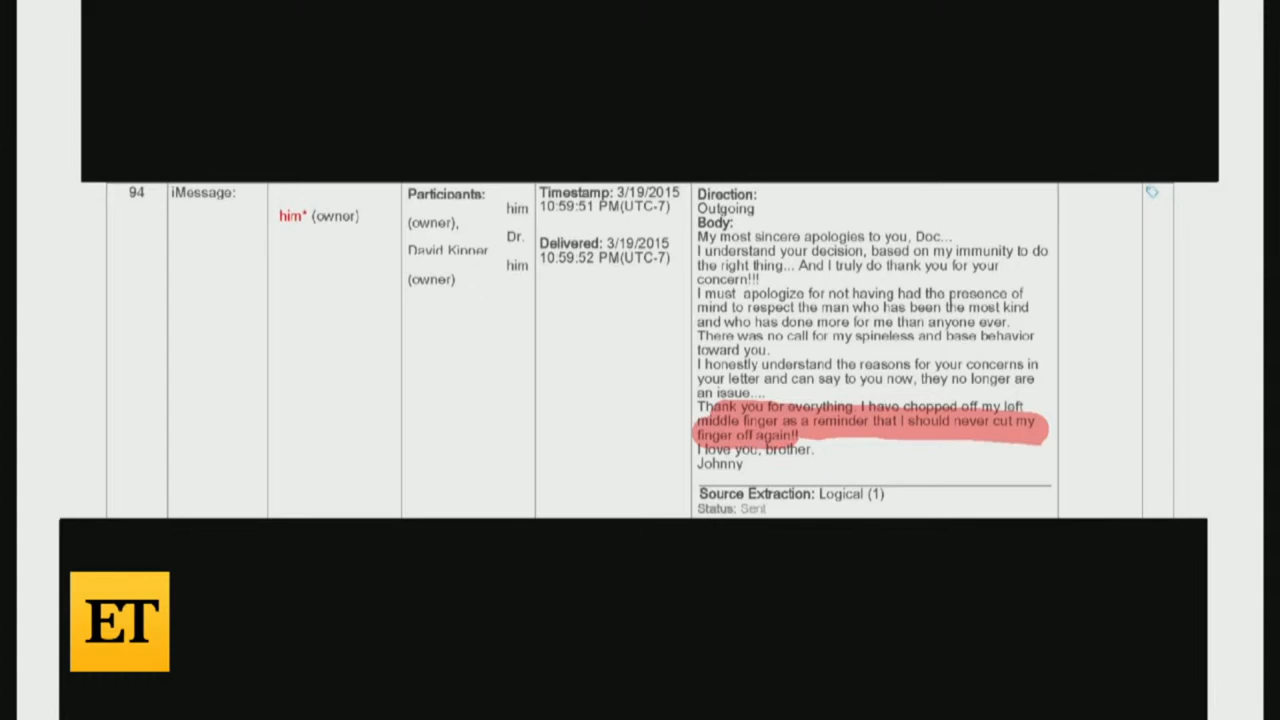 94
iMessage:
him* (owner)
Participants:
him
(owner),
Dr.
David Kipper
him
(owner)
Timestamp: 3/19/2015
10:59:51 PM(UTC-7)
Delivered: 3/19/2015
10:59:52 PM(UTC-7)
Direction:
Outgoing
Body:
My most sincere apologies to you, Doc...
I understand your decision, based on my immunity to do
the right thing... And I truly do thank you for your
concern!!!
I must apologize for not having had the presence of
mind to respect the man who has been the most kind
and who has done more for me than anyone ever.
There was no call for my spineless and base behavior
toward you.
I honestly understand the reasons for your concerns in
your letter and can say to you now, they no longer are
an issue....
Thank you for everything. I have chopped off my left
middle finger as a reminder that I should never cut my
finger off again!!
I love you, brother.
Johnny
Source Extraction: Logical (1)
Status: Sent
ET